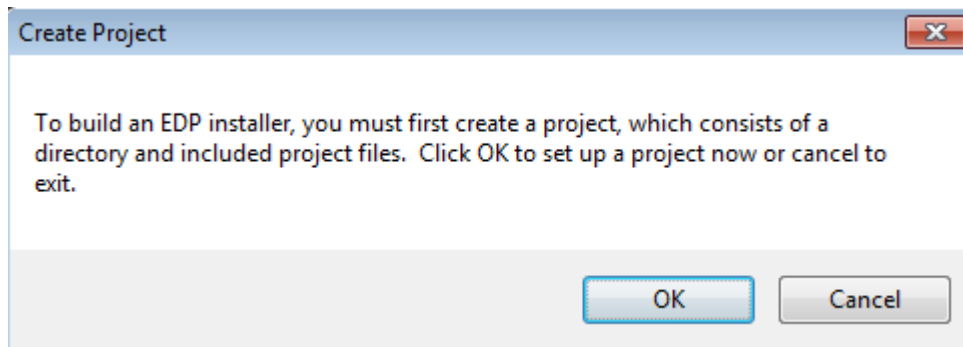 Create Project
To build an EDP installer, you must first create a project, which consists of a
directory and included project files.  Click OK to set up a project now or cancel to
exit.
OK Cancel